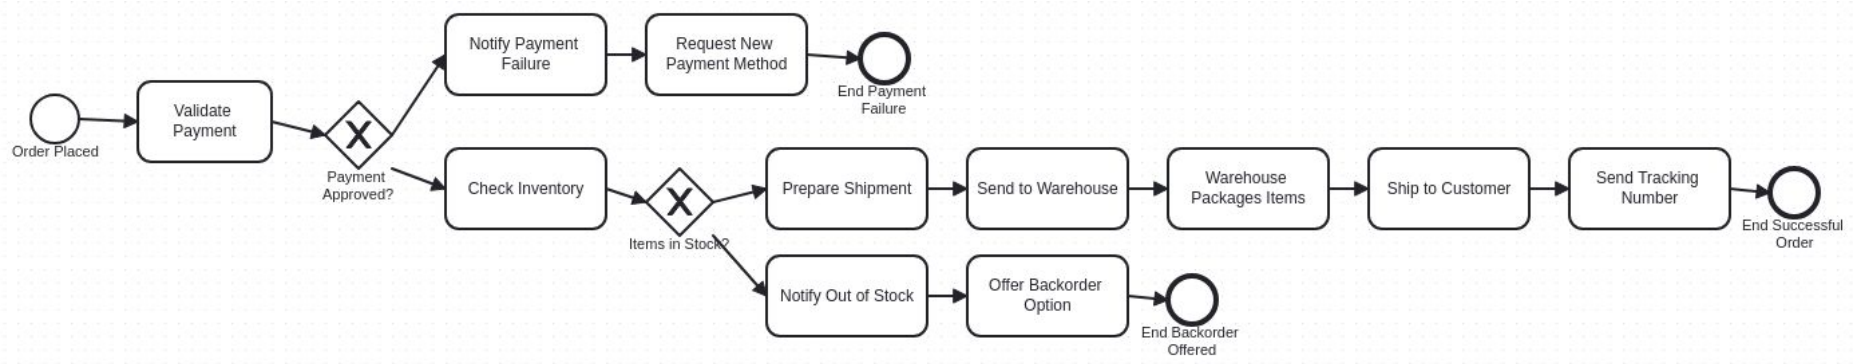 Order Placed
Validate
Payment
Payment
Approved?
Notify Payment
Failure
Request New
Payment Method
End Payment
Failure
Check Inventory
Items in Stock?
Prepare Shipment
Send to Warehouse
Warehouse
Packages Items
Ship to Customer
Send Tracking
Number
End Successful
Order
Notify Out of Stock
Offer Backorder
Option
End Backorder
Offered